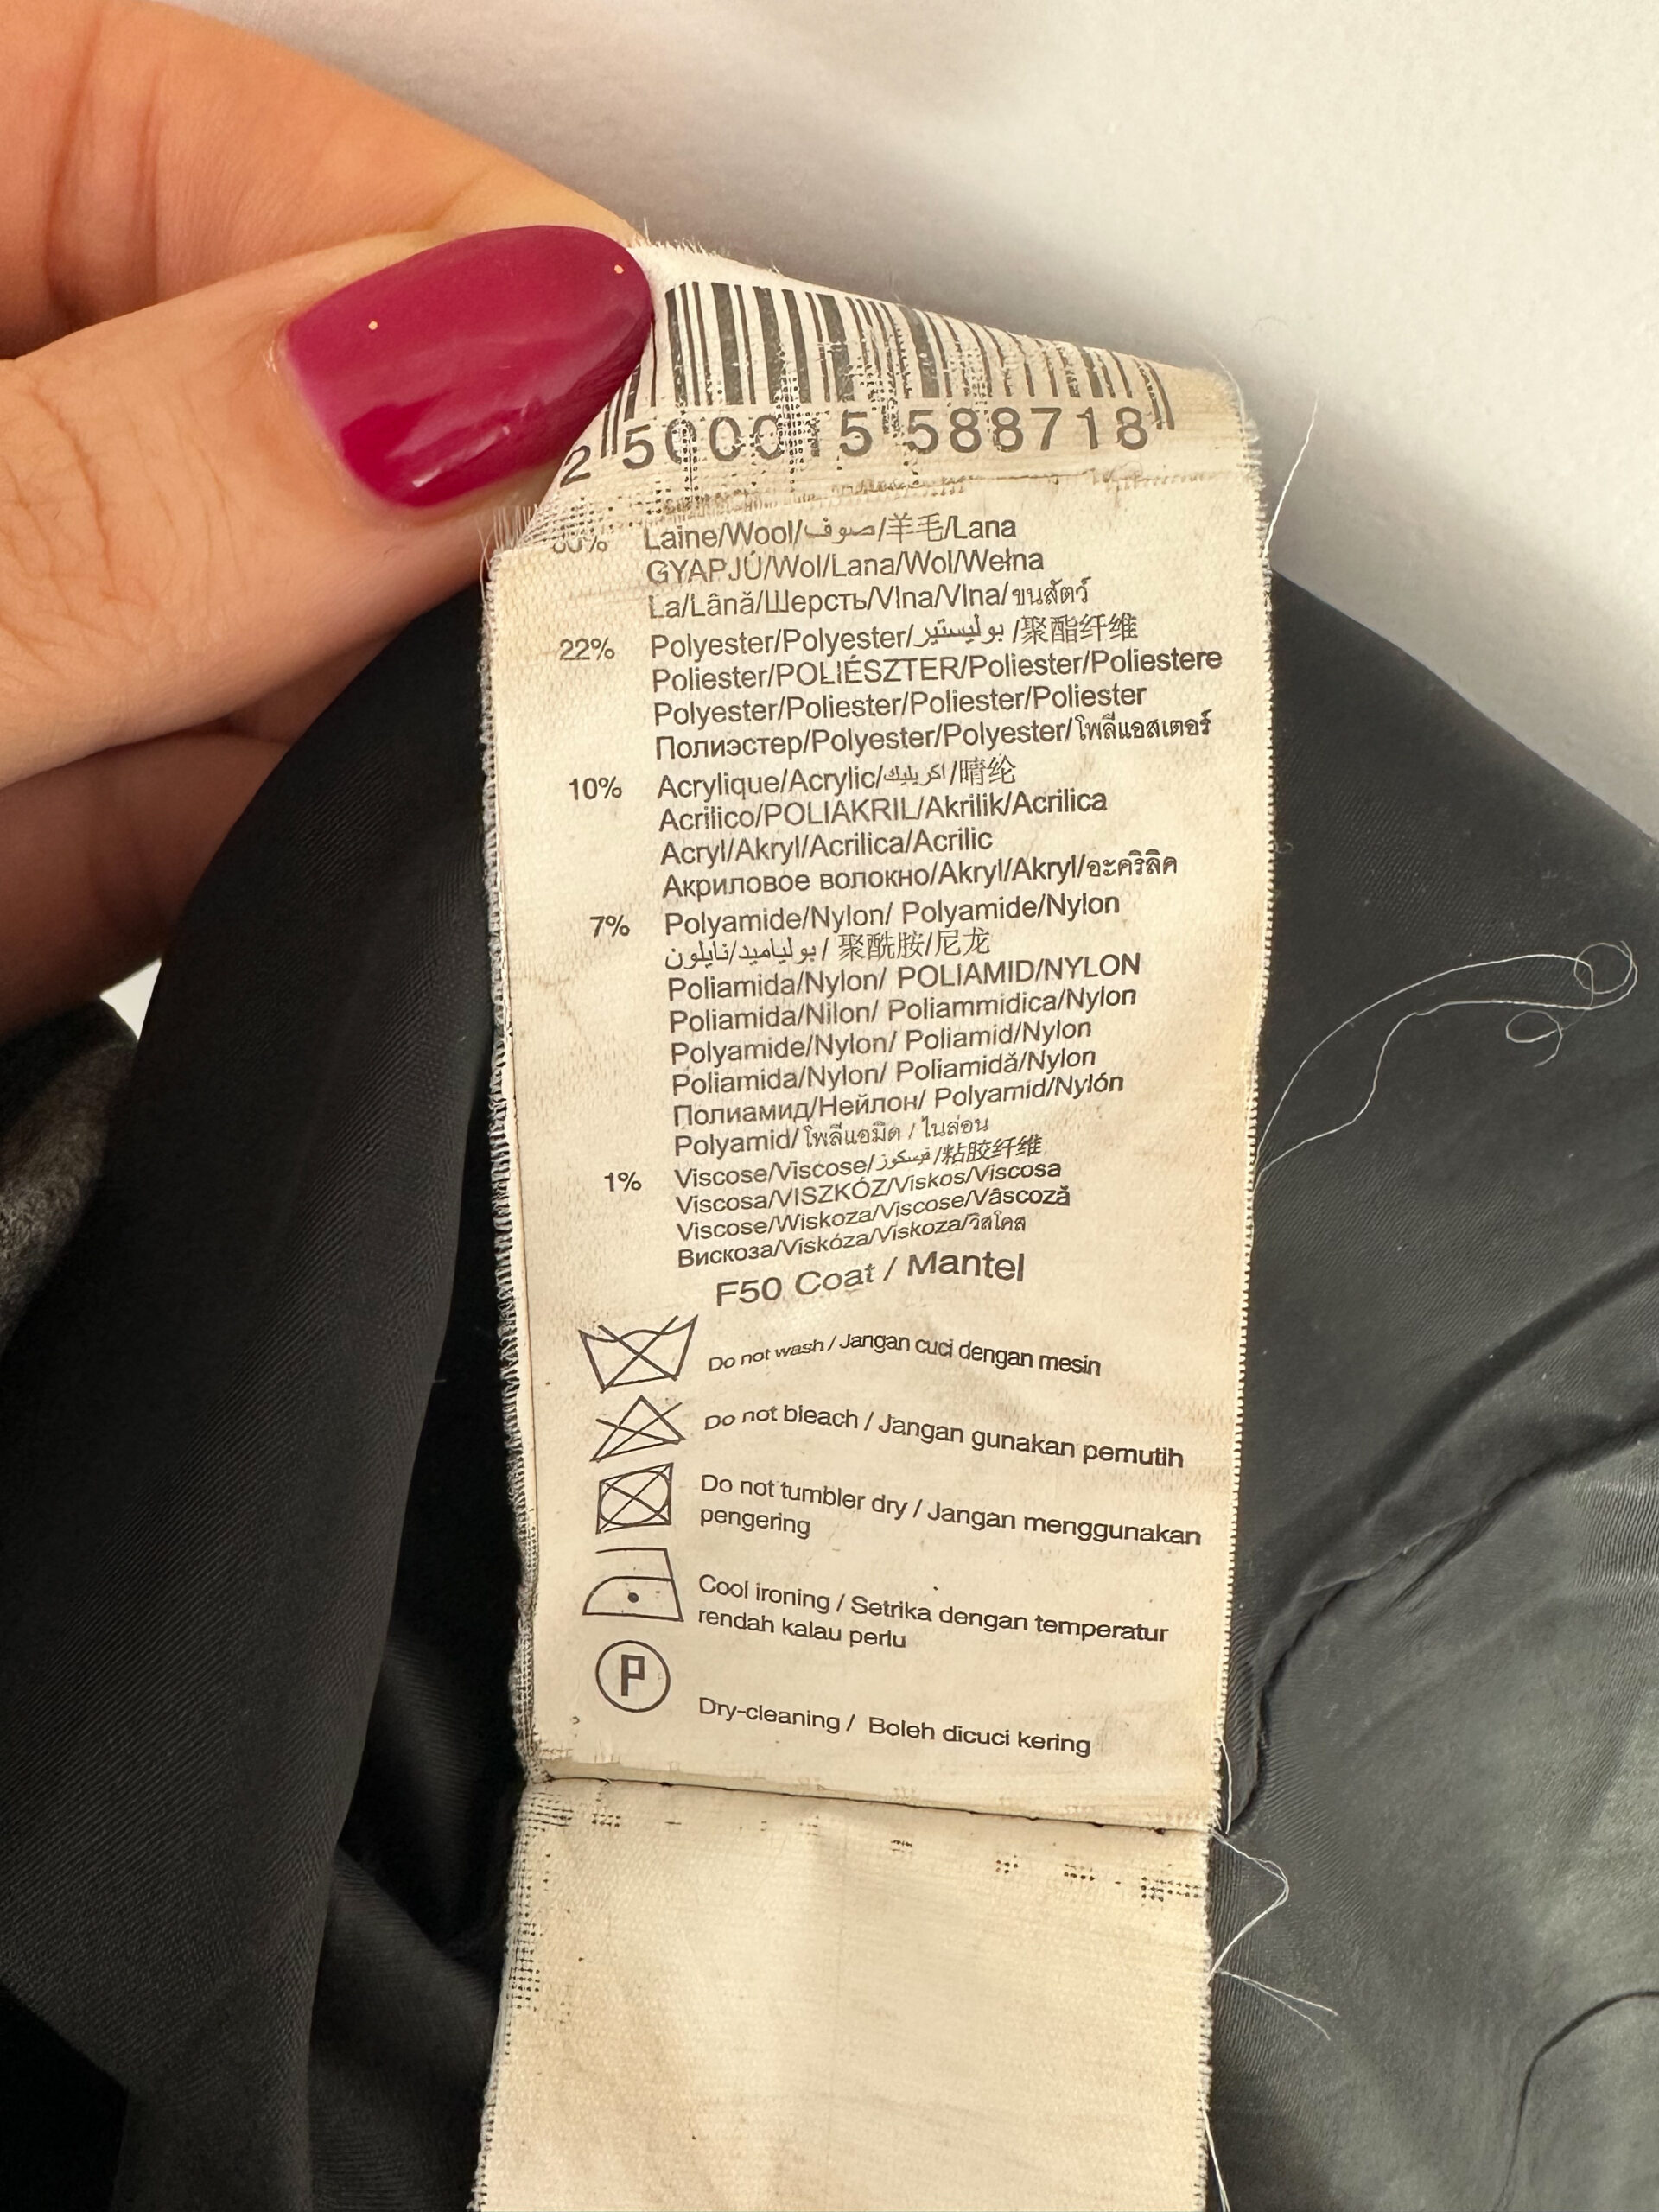 2 500015 588718
Laine/Wool/صوف/羊毛/Lana
GYAPJÚ/Wol/Lana/Wol/Wełna
La/Lână/Шерсть/Vlna/Vlna/ขนสัตว์
22% Polyester/Polyester/بوليستير/聚酯纤维
Poliester/POLIÉSZTER/Poliester/Poliestere
Polyester/Poliester/Poliester/Poliester
Полиэстер/Polyester/Polyester/โพลีแอสเตอร์
10% Acrylique/Acrylic/اكريليك/晴纶
Acrilico/POLIAKRIL/Akrilik/Acrilica
Acryl/Akryl/Acrilica/Acrilic
Акриловое волокно/Akryl/Akryl/อะคริลิค
7% Polyamide/Nylon/ Polyamide/Nylon
بولياميد/نايلون/ 聚酰胺/尼龙
Poliamida/Nylon/ POLIAMID/NYLON
Poliamida/Nilon/ Poliammidica/Nylon
Polyamide/Nylon/ Poliamid/Nylon
Poliamida/Nylon/ Poliamidă/Nylon
Полиамид/Нейлон/ Polyamid/Nylón
Polyamid/โพลีแอมิด / ไนล่อน
1% Viscose/Viscose/فيسكوز/粘胶纤维
Viscosa/VISZKÓZ/Viskos/Viscosa
Viscose/Wiskoza/Viscose/Vâscoză
Вискоза/Viskóza/Viskoza/วิสโคส
F50 Coat / Mantel
Do not wash / Jangan cuci dengan mesin
Do not bleach / Jangan gunakan pemutih
Do not tumbler dry / Jangan menggunakan
pengering
Cool ironing / Setrika dengan temperatur
rendah kalau perlu
P
Dry-cleaning / Boleh dicuci kering